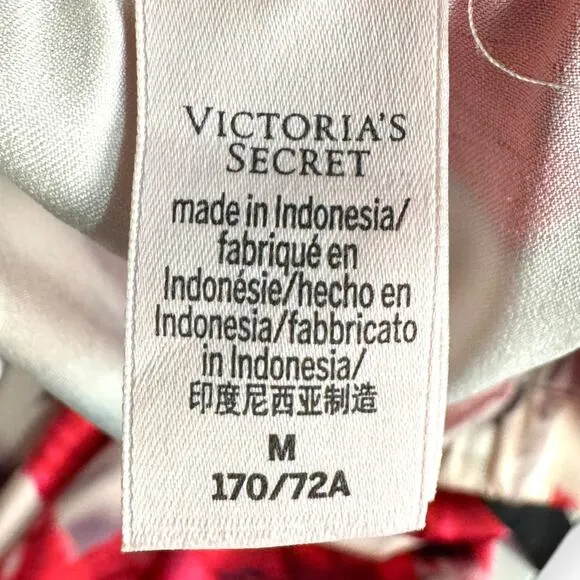 VICTORIA'S
SECRET
made in Indonesia/
fabriqué en
Indonésie/hecho en
Indonesia/fabbricato
in Indonesia/
印度尼西亚制造
M
170/72A